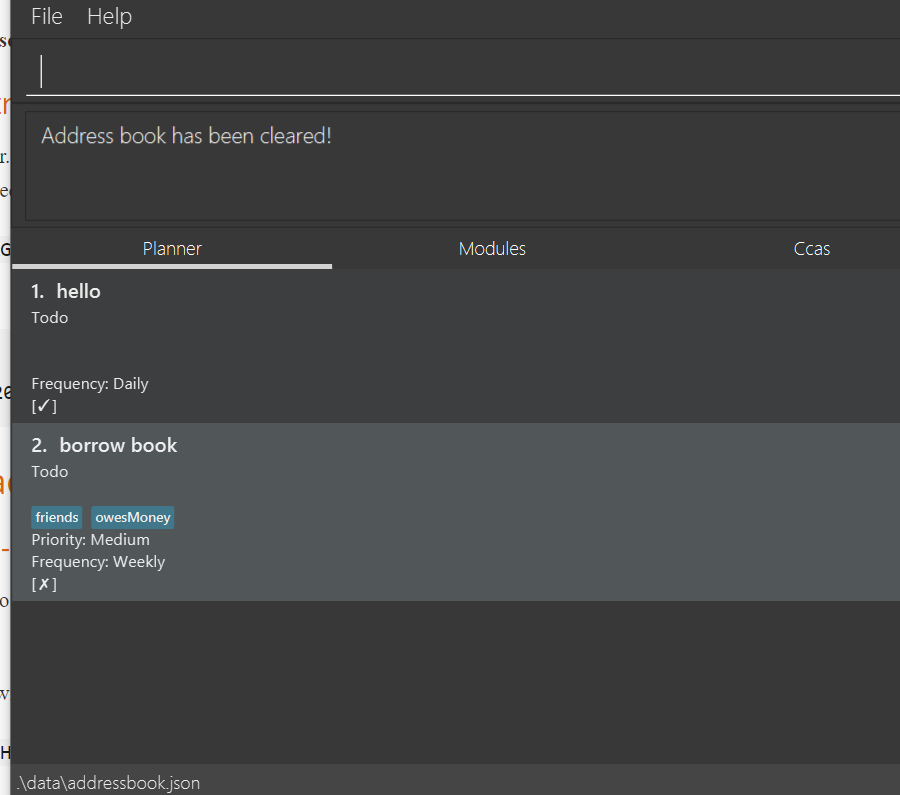 File Help
Address book has been cleared!
Planner Modules Ccas
1. hello
Todo
Frequency: Daily
[✓]
2. borrow book
Todo
friends owesMoney
Priority: Medium
Frequency: Weekly
[✗]
.\data\addressbook.json